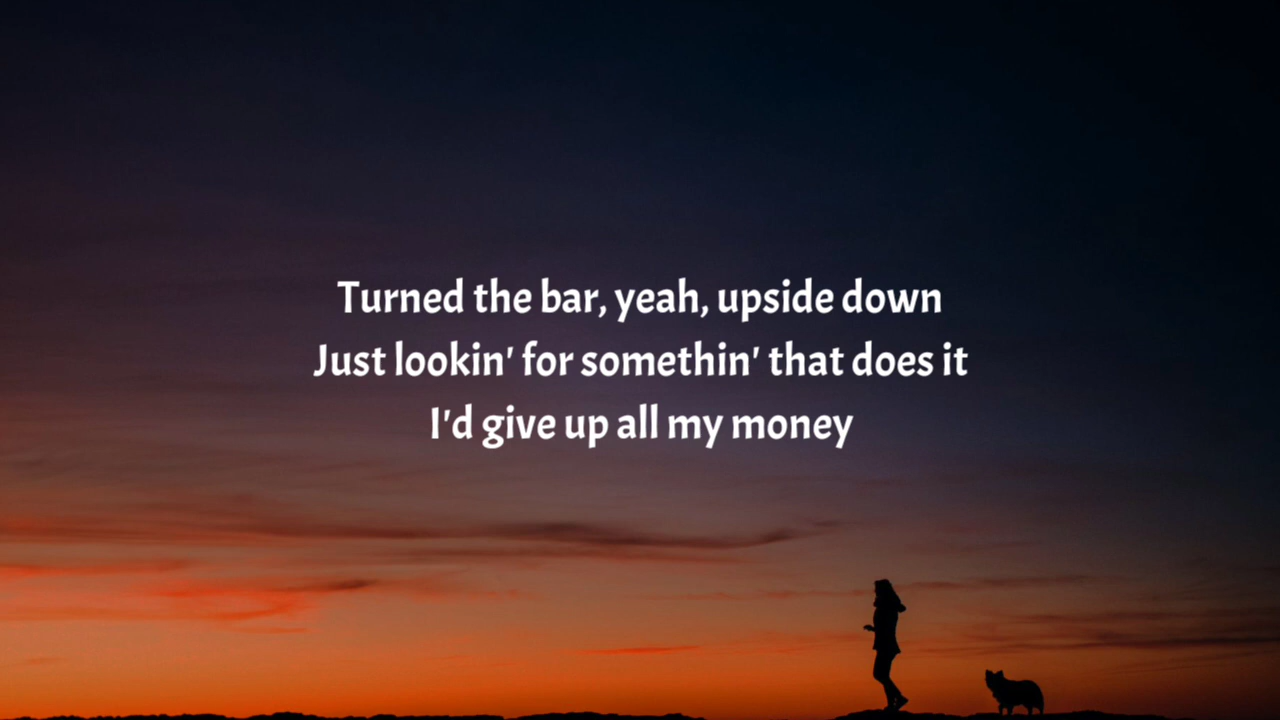 Turned the bar, yeah, upside down
Just lookin' for somethin' that does it
I'd give up all my money